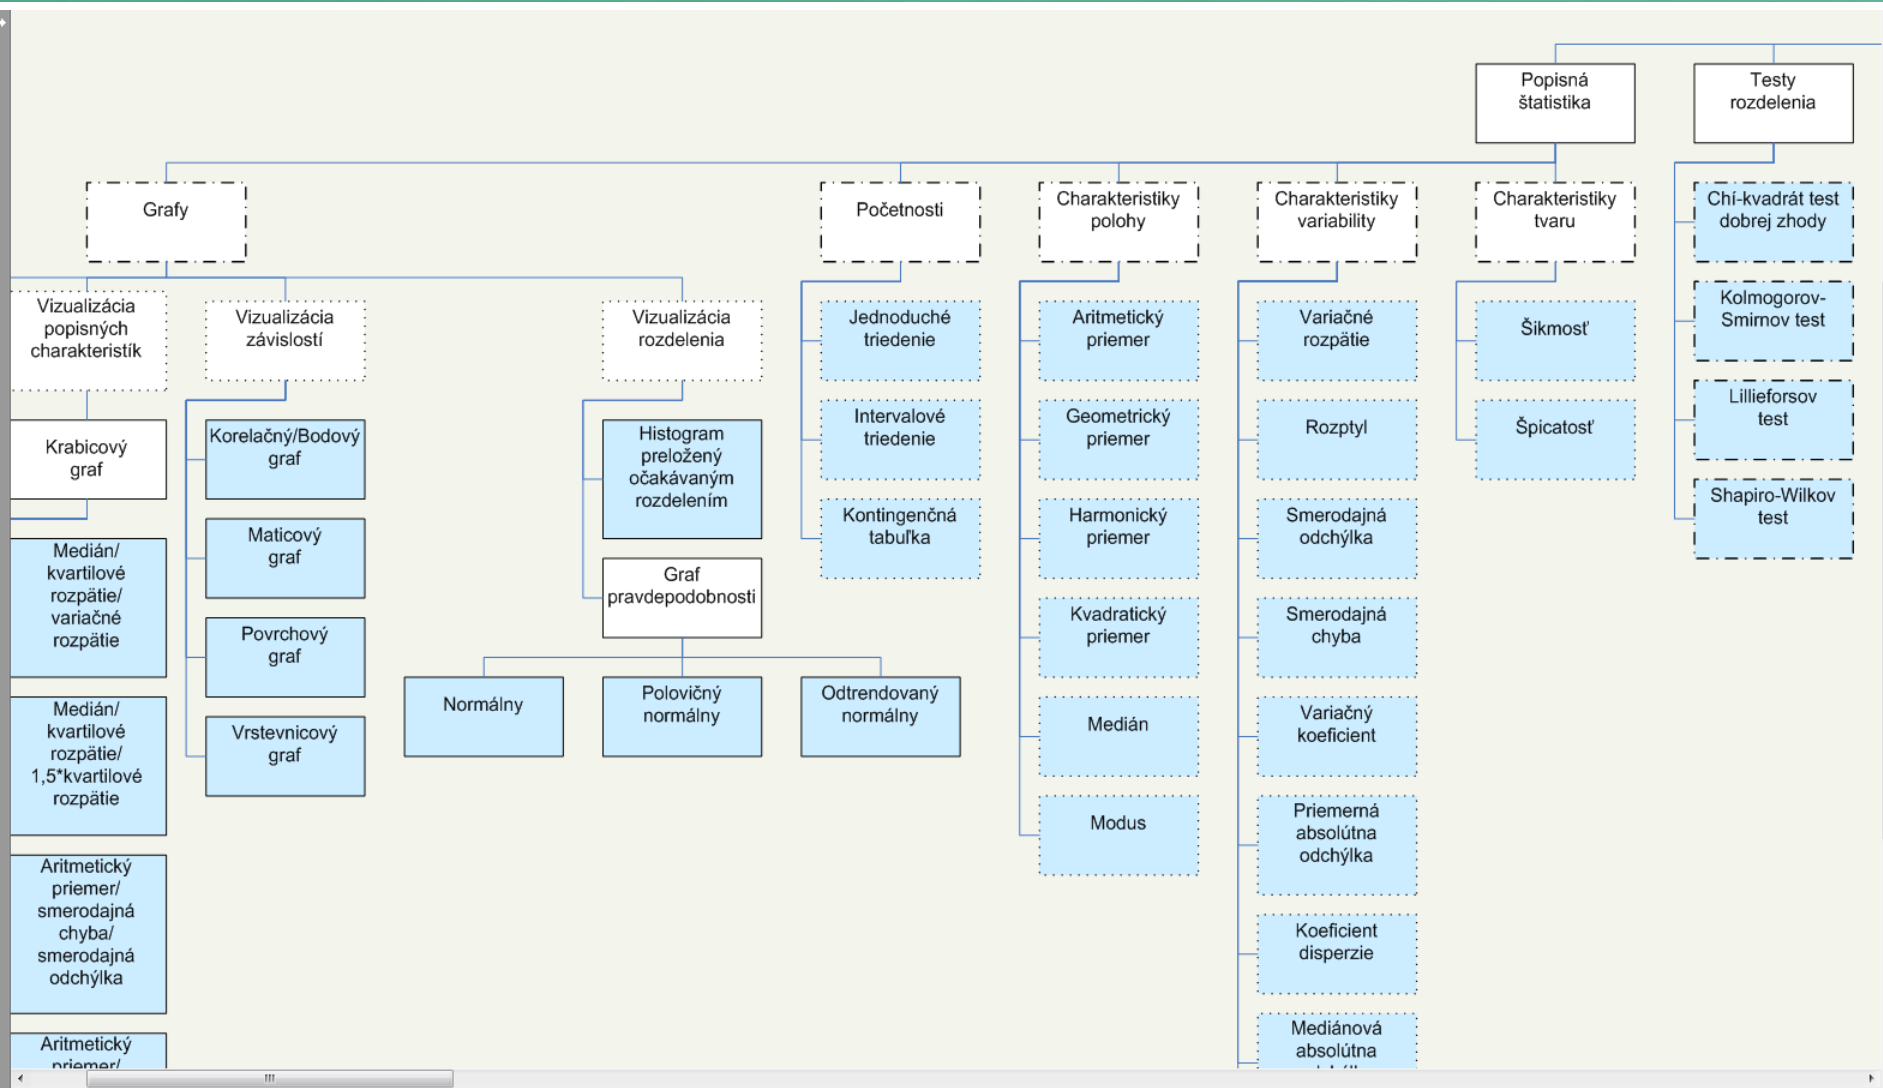 Popisná
štatistika
Testy
rozdelenia
Grafy
Početnosti
Charakteristiky
polohy
Charakteristiky
variability
Charakteristiky
tvaru
Chí-kvadrát test
dobrej zhody
Kolmogorov-
Smirnov test
Lillieforsov
test
Shapiro-Wilkov
test
Vizualizácia
popisných
charakteristík
Vizualizácia
závislostí
Vizualizácia
rozdelenia
Jednoduché
triedenie
Intervalové
triedenie
Kontingenčná
tabuľka
Aritmetický
priemer
Geometrický
priemer
Harmonický
priemer
Kvadratický
priemer
Medián
Modus
Variačné
rozpätie
Rozptyl
Smerodajná
odchýlka
Smerodajná
chyba
Variačný
koeficient
Priemerná
absolútna
odchýlka
Koeficient
disperzie
Mediánová
absolútna
Šikmosť
Špicatosť
Krabicový
graf
Medián/
kvartilové
rozpätie/
variačné
rozpätie
Medián/
kvartilové
rozpätie/
1,5*kvartilové
rozpätie
Aritmetický
priemer/
smerodajná
chyba/
smerodajná
odchýlka
Aritmetický
priemer/
Korelačný/Bodový
graf
Maticový
graf
Povrchový
graf
Vrstevnicový
graf
Histogram
preložený
očakávaným
rozdelením
Graf
pravdepodobnosti
Normálny
Polovičný
normálny
Odtrendovaný
normálny